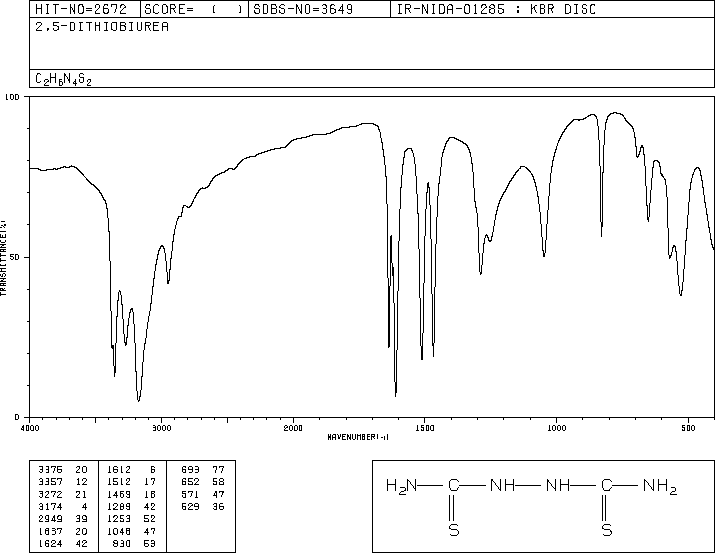 HIT-NO=2672 SCORE= ( ) SDBS-NO=3649 IR-NIDA-01285 : KBR DISC
2,5-DITHIOBIUREA
C2H6N4S2
100
50
0
TRANSMITTANCE(%)
4000 3000 2000 1500 1000 500
WAVENUMBER(-1)
3376 20 1612 6 693 77
3357 12 1512 17 652 58
3272 21 1469 18 571 47
3174 4 1289 42 529 36
2949 39 1253 52
1637 20 1048 47
1624 42 830 53
H2N C NH NH C NH2
S S